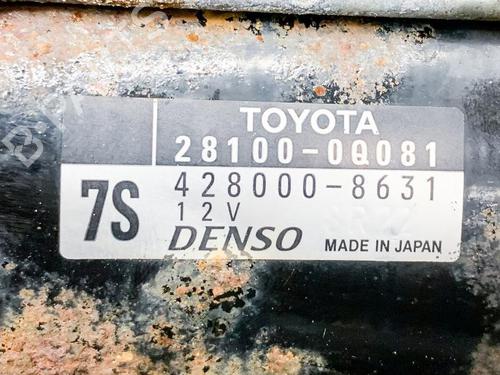 TOYOTA
28100-0Q081
7S
428000-8631
12V
DENSO
MADE IN JAPAN